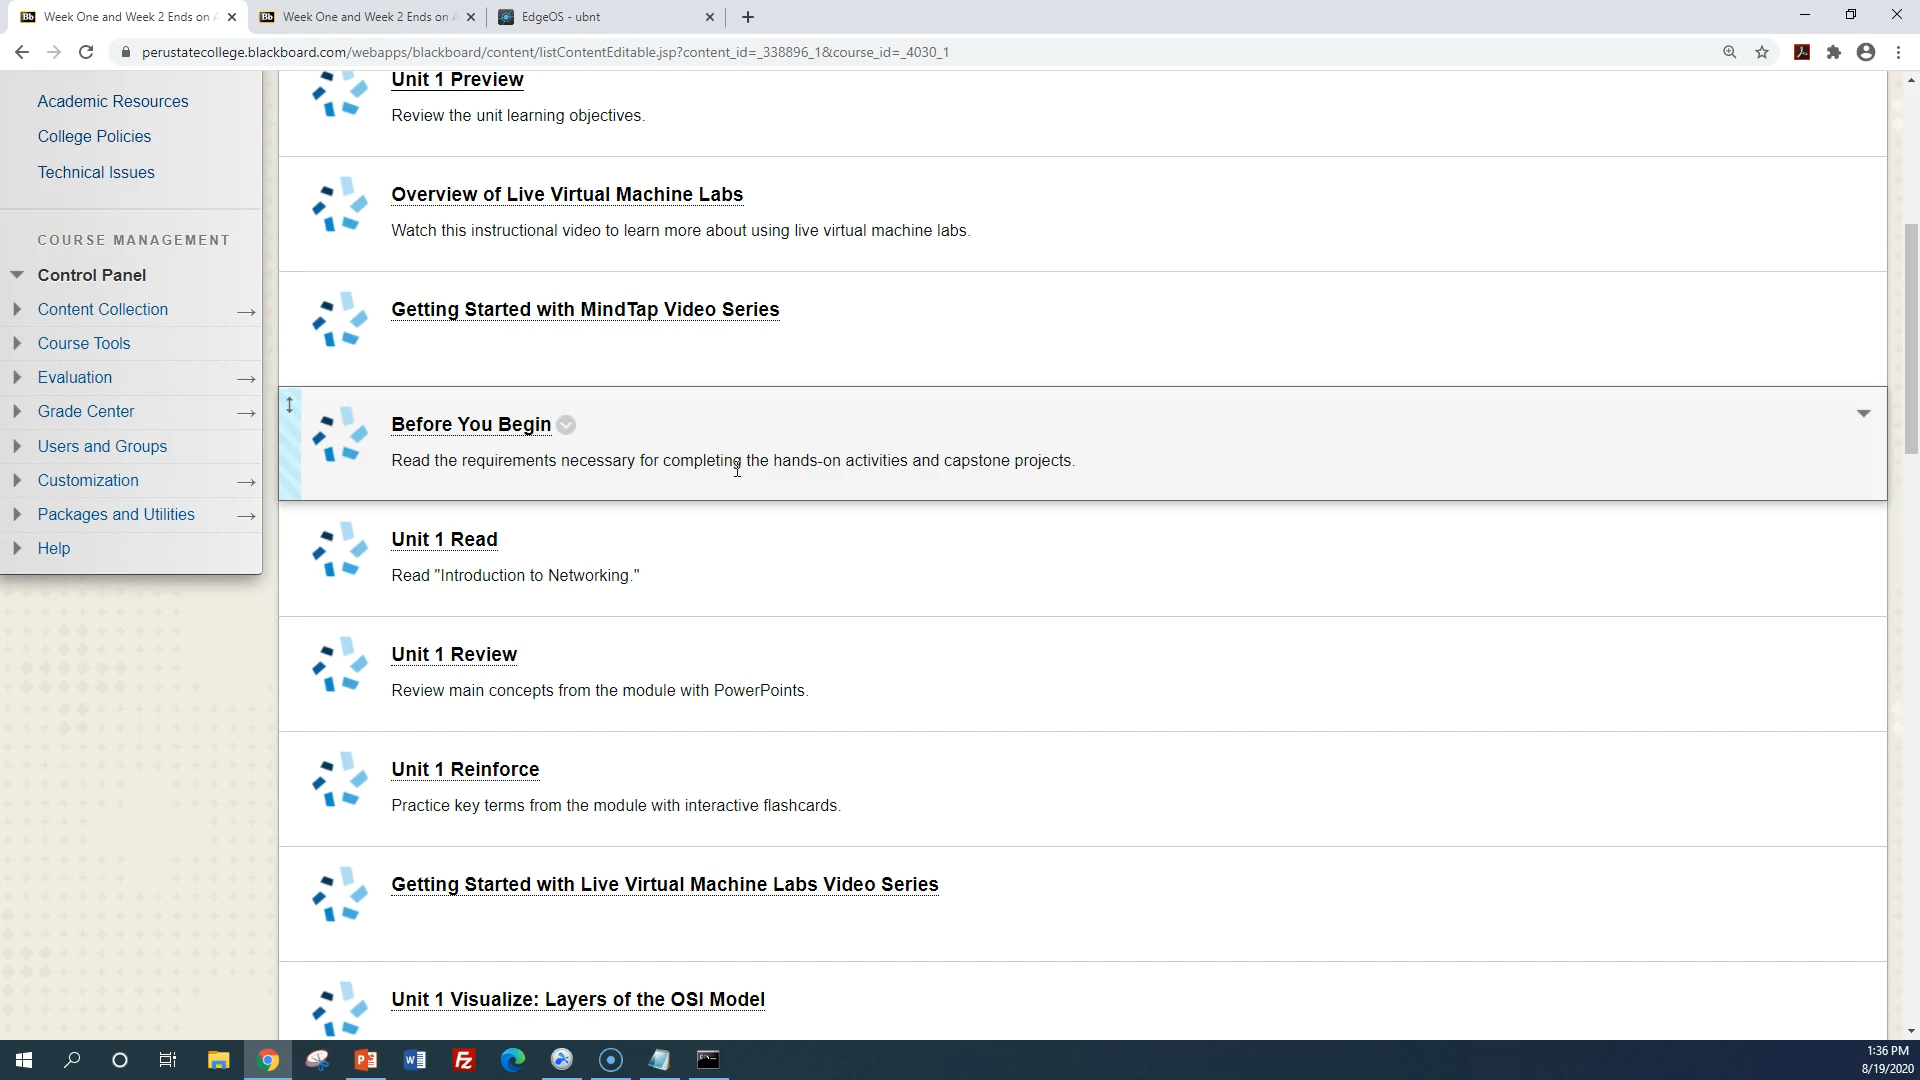 Week One and Week 2 Ends on
Week One and Week 2 Ends on
EdgeOS - ubnt
perustatecollege.blackboard.com/webapps/blackboard/content/listContentEditable.jsp?content_id=_338896_1&course_id=_4030_1
Academic Resources
College Policies
Technical Issues
COURSE MANAGEMENT
Control Panel
Content Collection
Course Tools
Evaluation
Grade Center
Users and Groups
Customization
Packages and Utilities
Help
Unit 1 Preview
Review the unit learning objectives.
Overview of Live Virtual Machine Labs
Watch this instructional video to learn more about using live virtual machine labs.
Getting Started with MindTap Video Series
Before You Begin
Read the requirements necessary for completing the hands-on activities and capstone projects.
Unit 1 Read
Read "Introduction to Networking."
Unit 1 Review
Review main concepts from the module with PowerPoints.
Unit 1 Reinforce
Practice key terms from the module with interactive flashcards.
Getting Started with Live Virtual Machine Labs Video Series
Unit 1 Visualize: Layers of the OSI Model
1:36 PM
8/19/2020